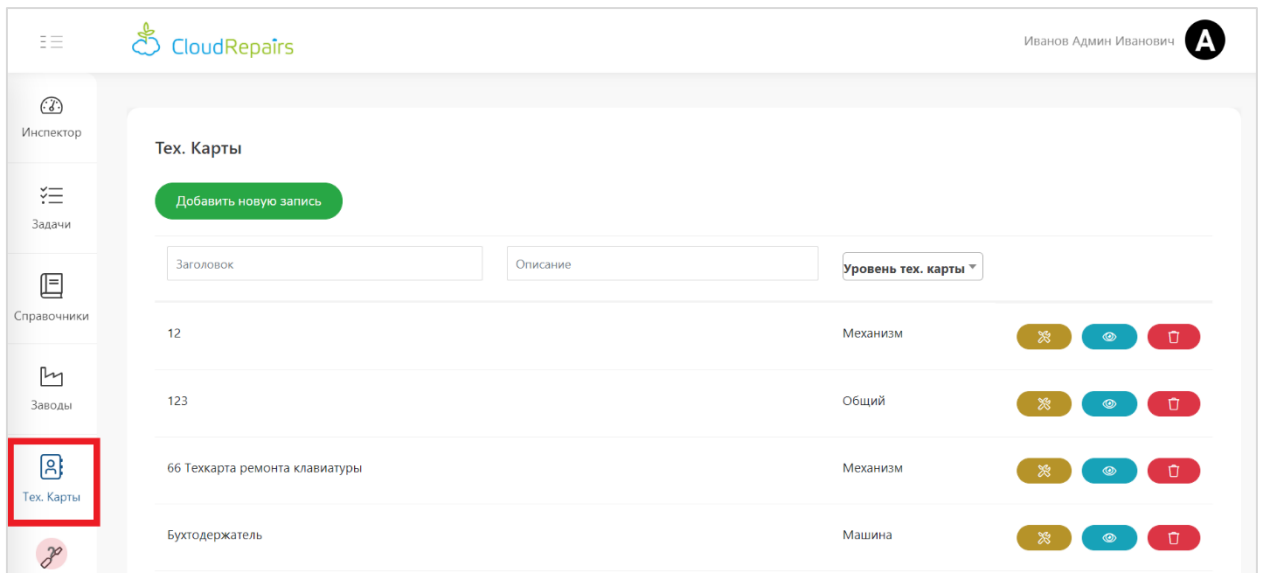 CloudRepairs
Иванов Админ Иванович
A
Инспектор
Задачи
Справочники
Заводы
Тех. Карты
Тех. Карты
Добавить новую запись
Заголовок Описание Уровень тех. карты
12 Механизм
123 Общий
66 Техкарта ремонта клавиатуры Механизм
Бухтодержатель Машина